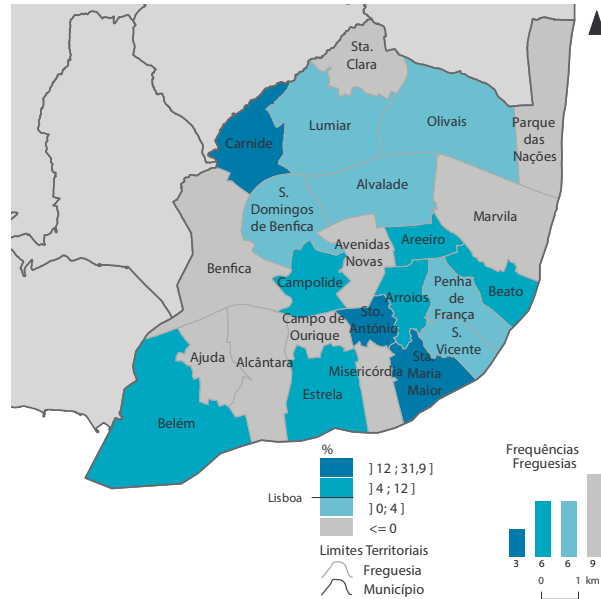 Sta.
Clara
Carnide
Lumiar
Olivais
Parque
das
Nações
S.
Domingos
de Benfica
Alvalade
Marvila
Benfica
Avenidas
Novas
Areeiro
Campolide
Arroios
Penha
de
França
Beato
Campo de
Ourique
Sto.
António
S.
Vicente
Ajuda
Alcântara
Misericórdia
Sta.
Maria
Maior
Estrela
Belém
%
] 12 ; 31,9 ]
] 4 ; 12 ]
Lisboa
] 0; 4 ]
<= 0
Limites Territoriais
Freguesia
Município
Frequências
Freguesias
3 6 6 9
0 1 km